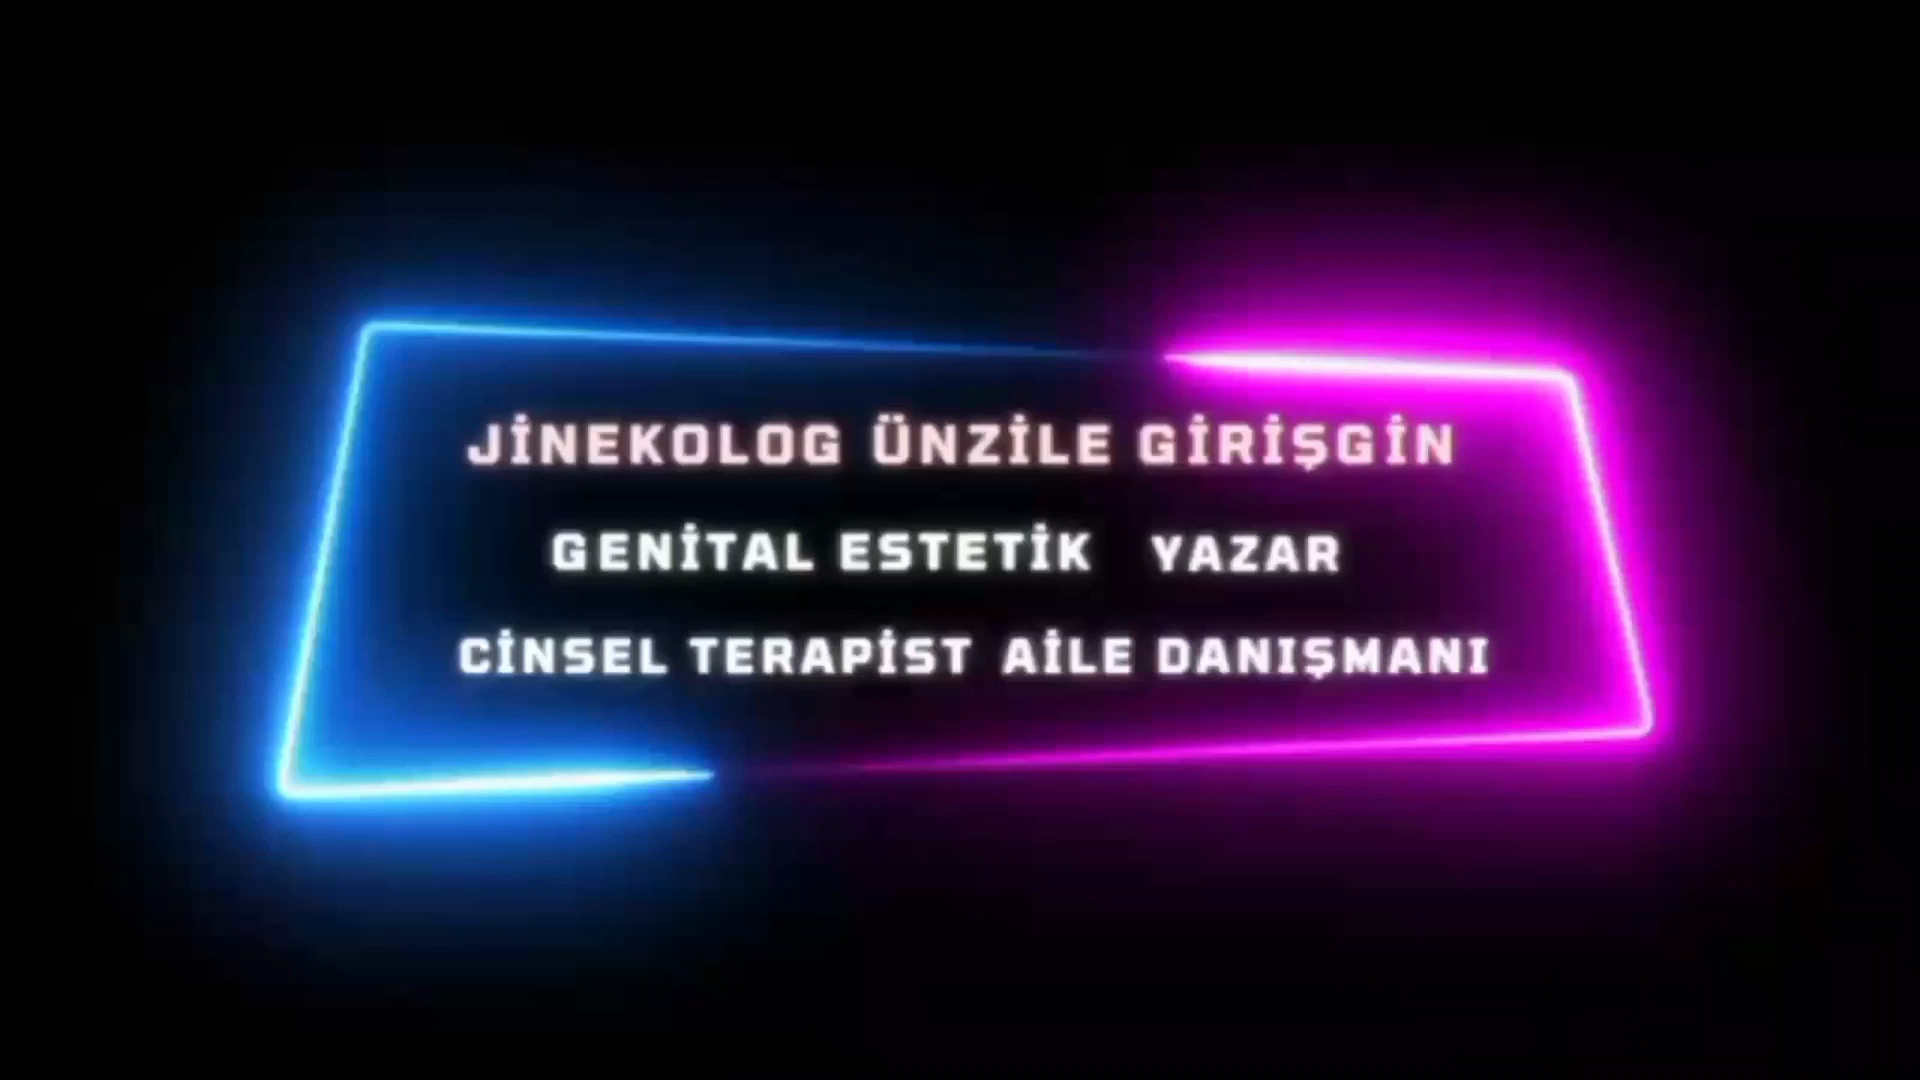 JİNEKOLOG ÜNZİLE GİRİŞGİN
GENİTAL ESTETİK YAZAR
CİNSEL TERAPİST AİLE DANIŞMANI